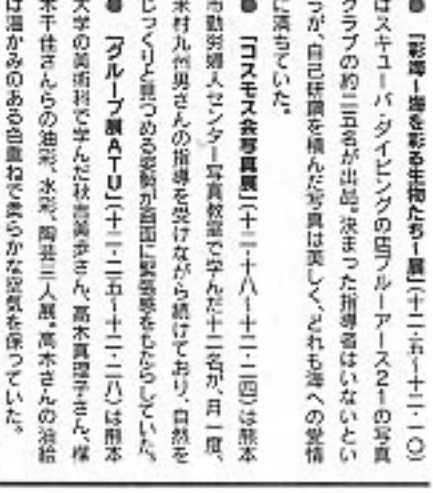 ●「彩海ー海を彩る生物たちー展」(十二・五〜十二・一〇)
はスキューバ・ダイビングの店ブルーアース21の写真
クラブの約二五名が出品。決まった指導者はいないとい
うが、自己研鑽を積んだ写真は美しく、どれも海への愛情
に満ちていた。
●「コスモス会写真展」(十二・十八〜十二・二四)は熊本
市勤労婦人センター写真教室で学んだ十二名が、月一度、
米村九州男さんの指導を受けながら続けており、自然を
じっくりと見つめる姿勢が画面に緊張感をもたらしていた。
●「グループ展ATU」(十二・二五〜十二・二八)は熊本
大学の美術科で学んだ秋吉美歩さん、高木真理子さん、
木千佳さんらの油彩、水彩、陶芸三人展。高木さんの油絵
は温かみのある色重ねで柔らかな空気を保っていた。